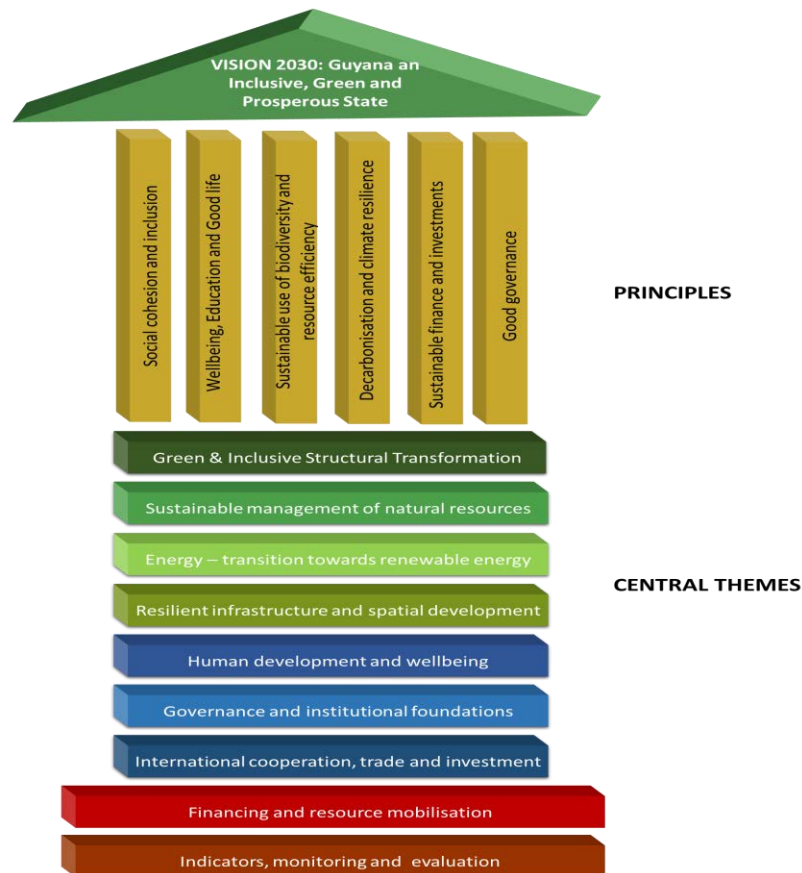 VISION 2030: Guyana an
Inclusive, Green and
Prosperous State
Social cohesion and inclusion
Wellbeing, Education and Good life
Sustainable use of biodiversity and
resource efficiency
Decarbonisation and climate resilience
Sustainable finance and investments
Good governance
PRINCIPLES
Green & Inclusive Structural Transformation
Sustainable management of natural resources
Energy – transition towards renewable energy
Resilient infrastructure and spatial development
CENTRAL THEMES
Human development and wellbeing
Governance and institutional foundations
International cooperation, trade and investment
Financing and resource mobilisation
Indicators, monitoring and evaluation